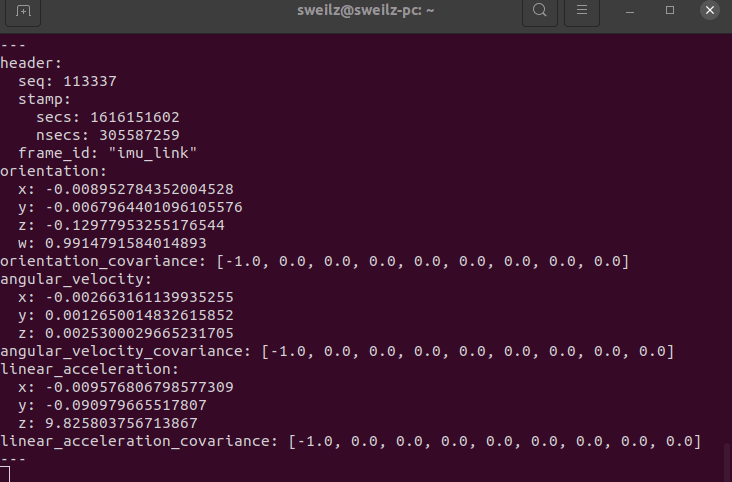 sweilz@sweilz-pc: ~
---
header:
  seq: 113337
  stamp:
    secs: 1616151602
    nsecs: 305587259
  frame_id: "imu_link"
orientation:
  x: -0.008952784352004528
  y: -0.0067964401096105576
  z: -0.12977953255176544
  w: 0.9914791584014893
orientation_covariance: [-1.0, 0.0, 0.0, 0.0, 0.0, 0.0, 0.0, 0.0, 0.0]
angular_velocity:
  x: -0.002663161139935255
  y: 0.0012650014832615852
  z: 0.0025300029665231705
angular_velocity_covariance: [-1.0, 0.0, 0.0, 0.0, 0.0, 0.0, 0.0, 0.0, 0.0]
linear_acceleration:
  x: -0.009576806798577309
  y: -0.090979665517807
  z: 9.825803756713867
linear_acceleration_covariance: [-1.0, 0.0, 0.0, 0.0, 0.0, 0.0, 0.0, 0.0, 0.0]
---